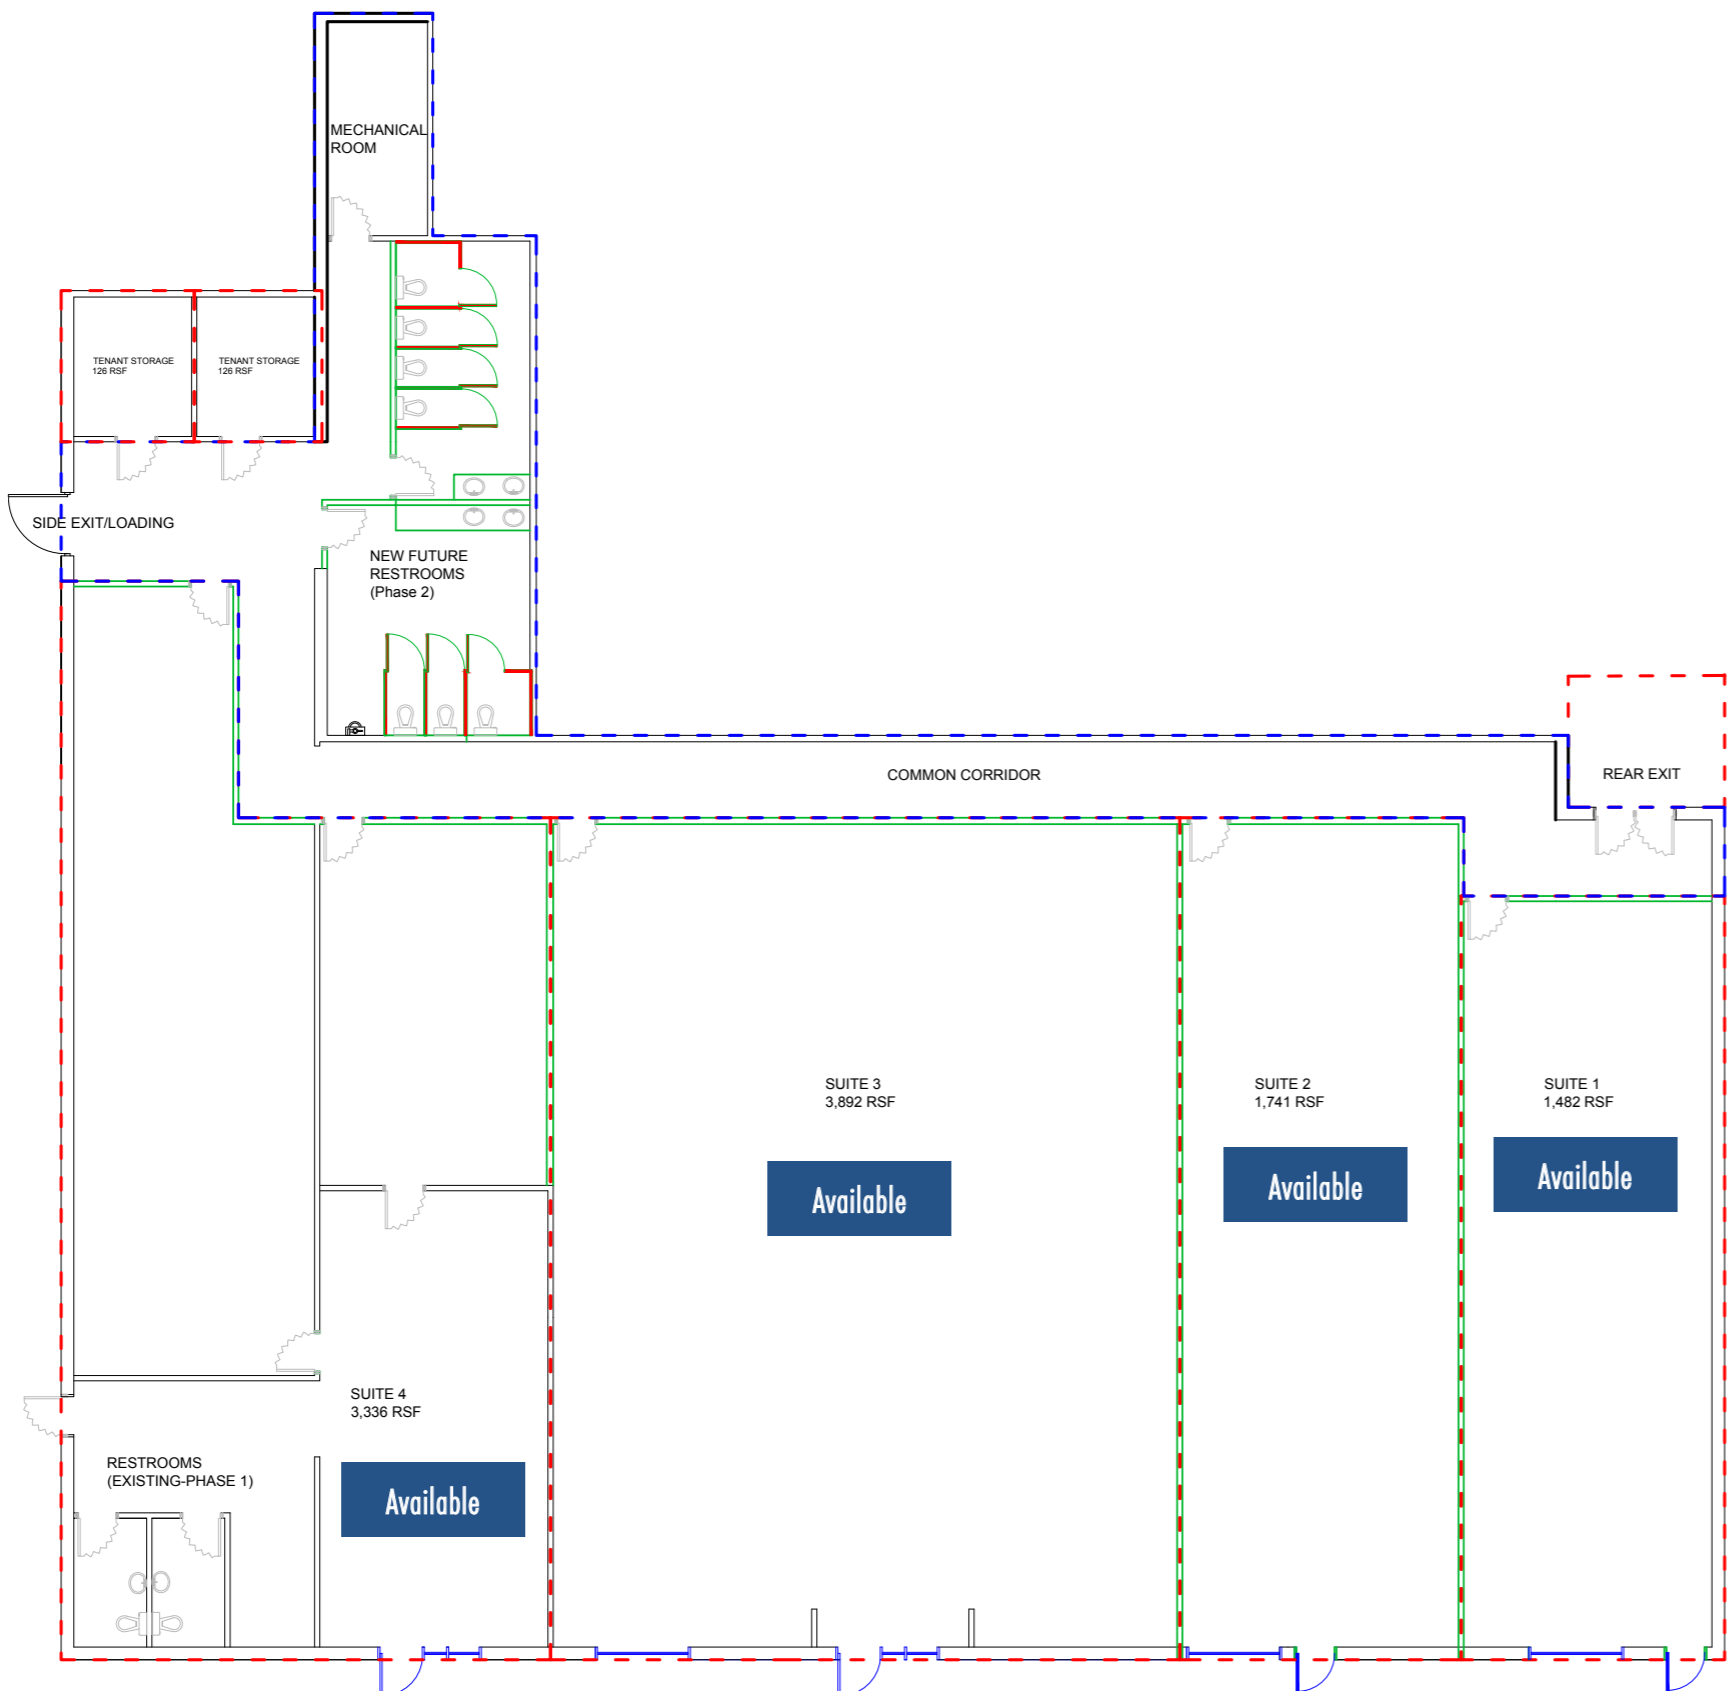 MECHANICAL
ROOM
TENANT STORAGE
126 RSF
TENANT STORAGE
126 RSF
SIDE EXIT/LOADING
NEW FUTURE
RESTROOMS
(Phase 2)
COMMON CORRIDOR
REAR EXIT
SUITE 3
3,892 RSF
Available
SUITE 2
1,741 RSF
Available
SUITE 1
1,482 RSF
Available
SUITE 4
3,336 RSF
Available
RESTROOMS
(EXISTING-PHASE 1)